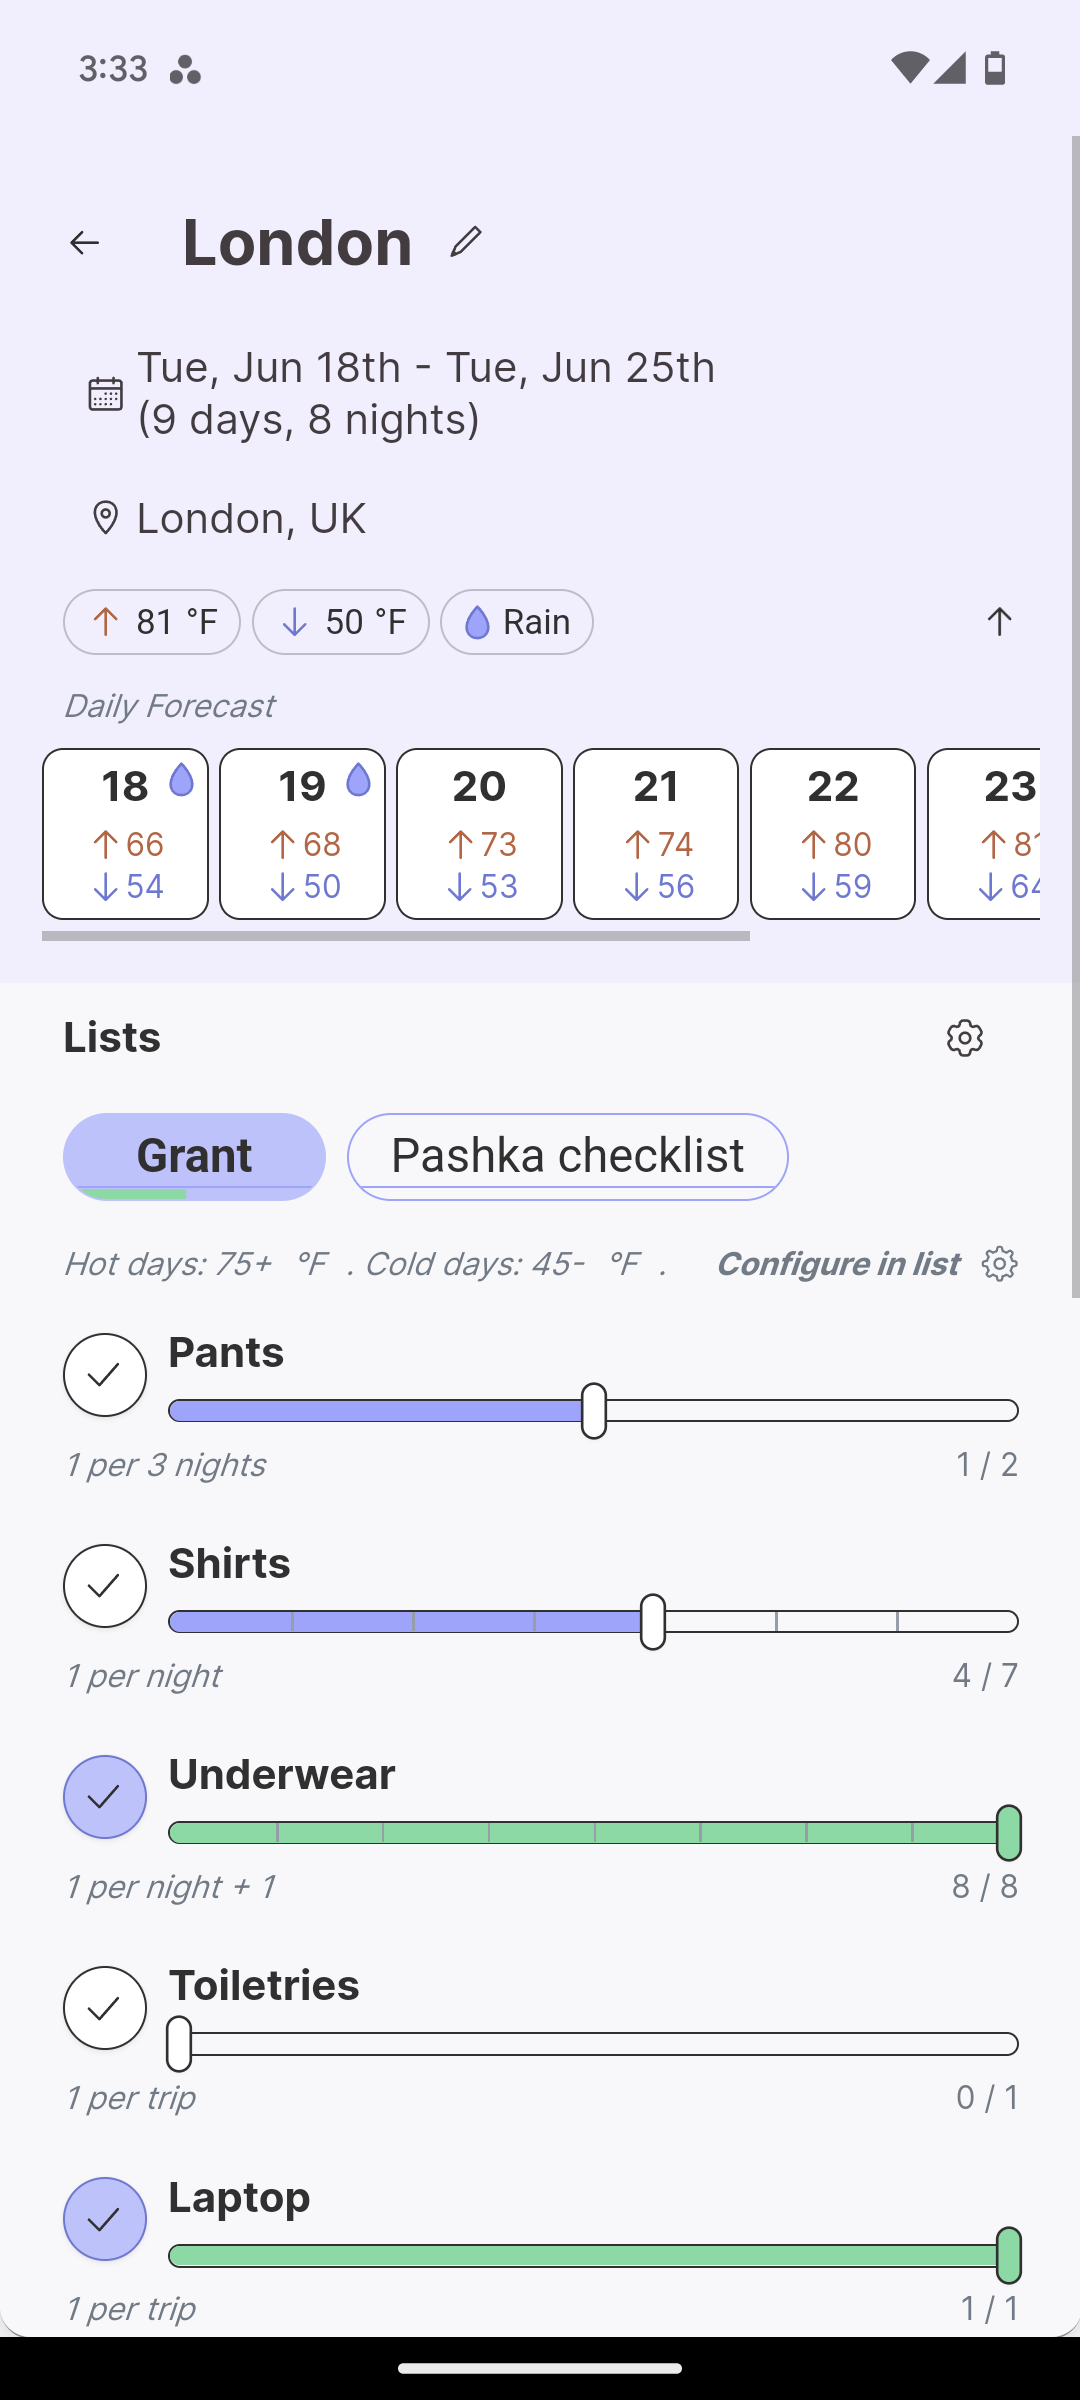 3:33
London
Tue, Jun 18th - Tue, Jun 25th
(9 days, 8 nights)
London, UK
81 °F 50 °F Rain
Daily Forecast
18 19 20 21 22 23
66 68 73 74 80
54 50 53 56 59
Lists
Grant Pashka checklist
Hot days: 75+ °F . Cold days: 45- °F . Configure in list
Pants
1 per 3 nights 1 / 2
Shirts
1 per night 4 / 7
Underwear
1 per night + 1 8 / 8
Toiletries
1 per trip 0 / 1
Laptop
1 per trip 1 / 1